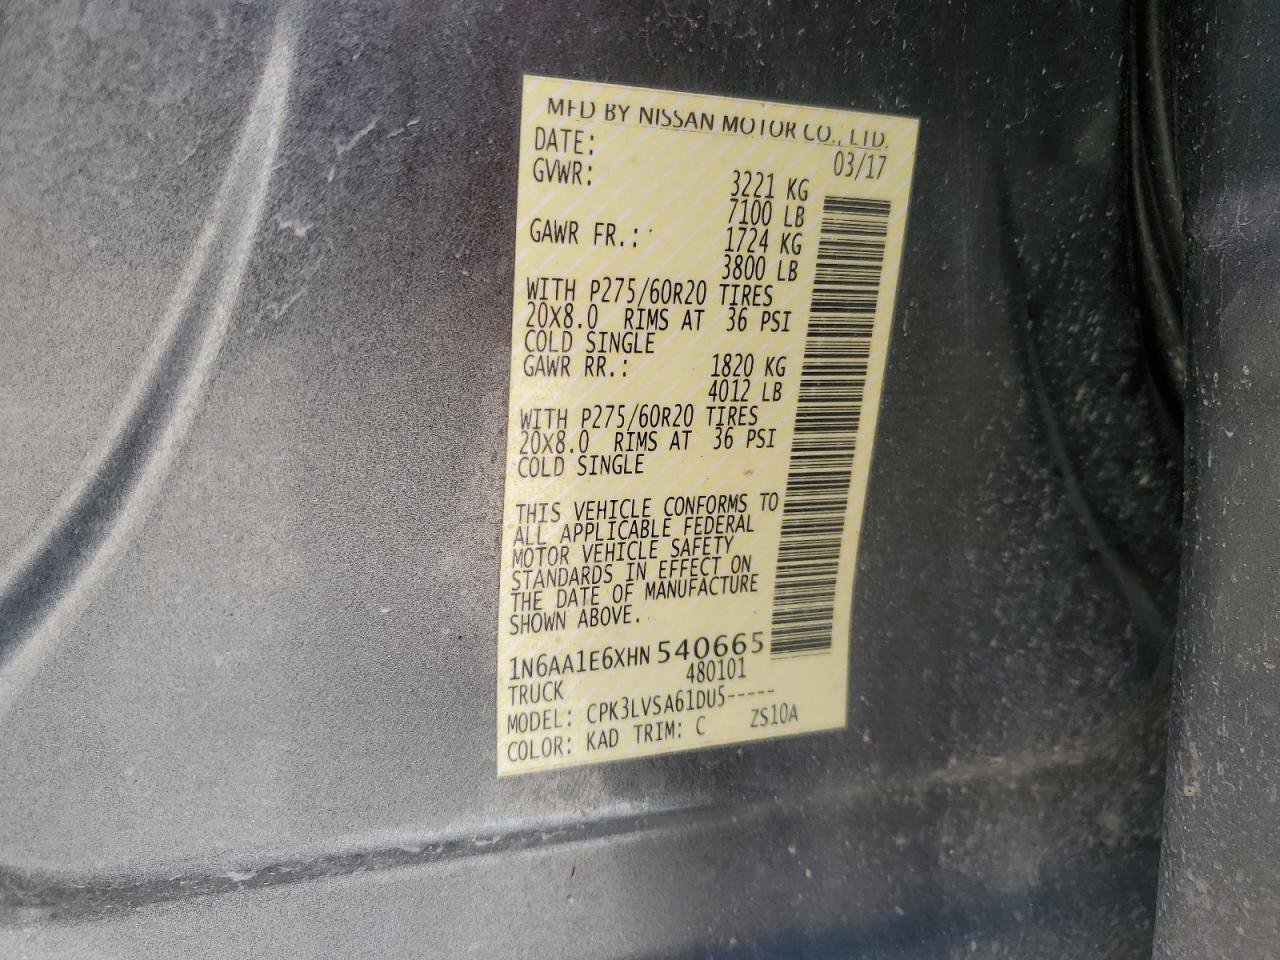 MFD BY NISSAN MOTOR CO., LTD.
DATE: 03/17
GVWR: 3221 KG
7100 LB
GAWR FR.: 1724 KG
3800 LB
WITH P275/60R20 TIRES
20X8.0 RIMS AT 36 PSI
COLD SINGLE
GAWR RR.: 1820 KG
4012 LB
WITH P275/60R20 TIRES
20X8.0 RIMS AT 36 PSI
COLD SINGLE
THIS VEHICLE CONFORMS TO
ALL APPLICABLE FEDERAL
MOTOR VEHICLE SAFETY
STANDARDS IN EFFECT ON
THE DATE OF MANUFACTURE
SHOWN ABOVE.
1N6AA1E6XHN540665
TRUCK 480101
MODEL: CPK3LVSA61DU5-----
COLOR: KAD TRIM: C ZS10A